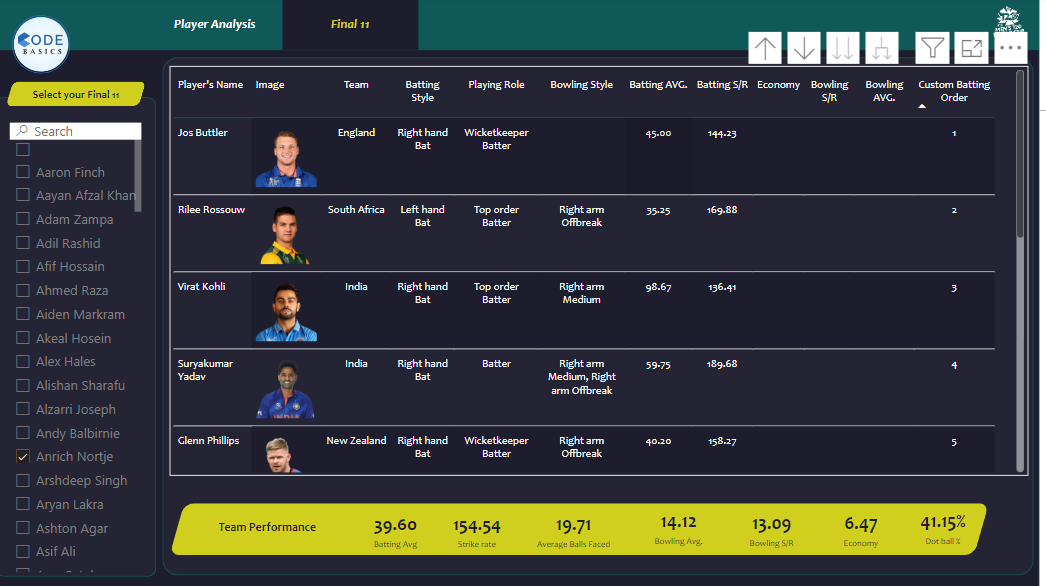 CODE
BASICS
Player Analysis
Final 11
Select your Final 11
Search
Aaron Finch
Aayan Afzal Khan
Adam Zampa
Adil Rashid
Afif Hossain
Ahmed Raza
Aiden Markram
Akeal Hosein
Alex Hales
Alishan Sharafu
Alzarri Joseph
Andy Balbirnie
Anrich Nortje
Arshdeep Singh
Aryan Lakra
Ashton Agar
Asif Ali
Player's Name Image Team Batting Style Playing Role Bowling Style Batting AVG. Batting S/R Economy Bowling S/R Bowling AVG. Custom Batting Order
Jos Buttler England Right hand Bat Wicketkeeper Batter 45.00 144.23 1
Rilee Rossouw South Africa Left hand Bat Top order Batter Right arm Offbreak 35.25 169.88 2
Virat Kohli India Right hand Bat Top order Batter Right arm Medium 98.67 136.41 3
Suryakumar Yadav India Right hand Bat Batter Right arm Medium, Right arm Offbreak 59.75 189.68 4
Glenn Phillips New Zealand Right hand Bat Wicketkeeper Batter Right arm Offbreak 40.20 158.27 5
Team Performance
39.60
Batting Avg
154.54
Strike rate
19.71
Average Balls Faced
14.12
Bowling Avg.
13.09
Bowling S/R
6.47
Economy
41.15%
Dot ball %